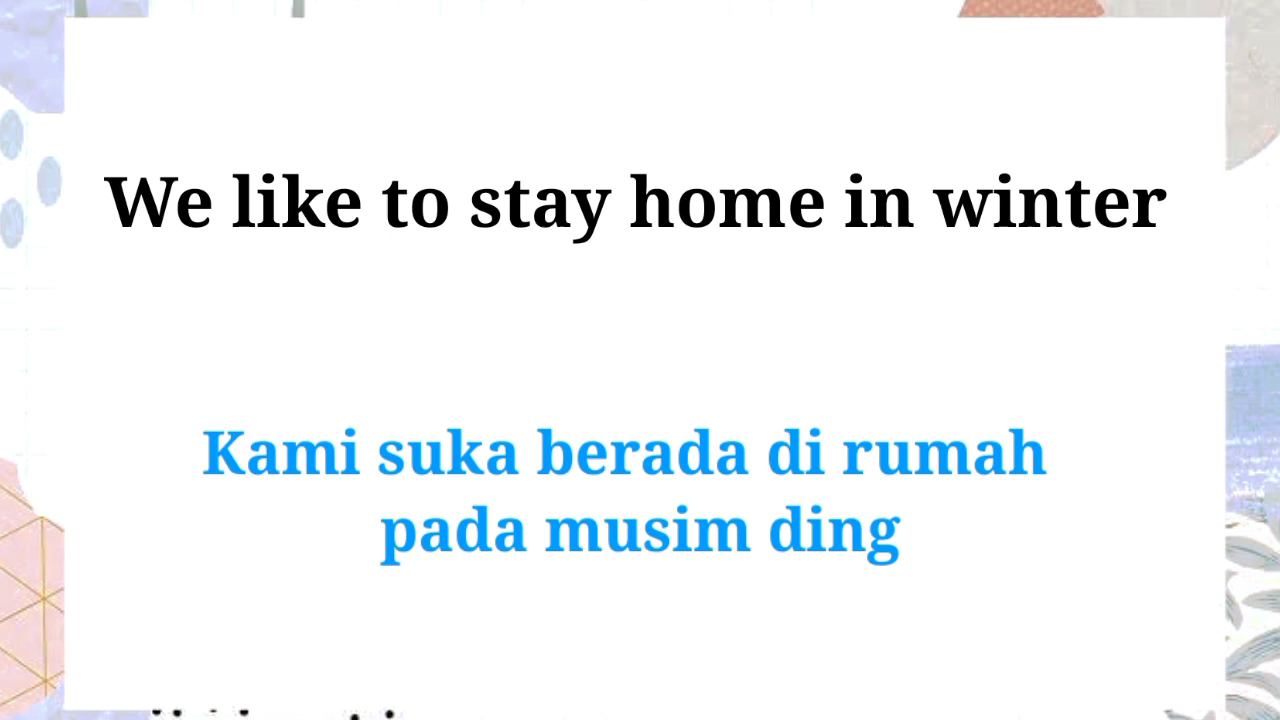 We like to stay home in winter
Kami suka berada di rumah
pada musim ding